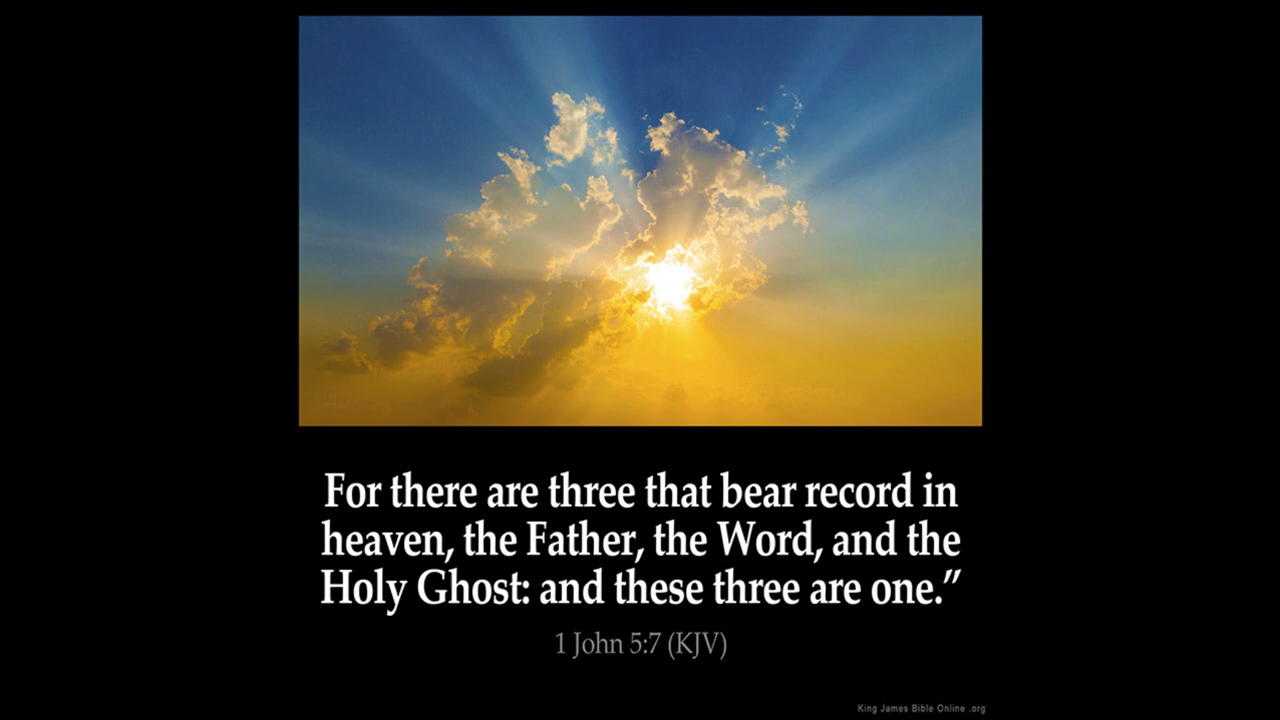 For there are three that bear record in
heaven, the Father, the Word, and the
Holy Ghost: and these three are one.”
1 John 5:7 (KJV)
King James Bible Online .org